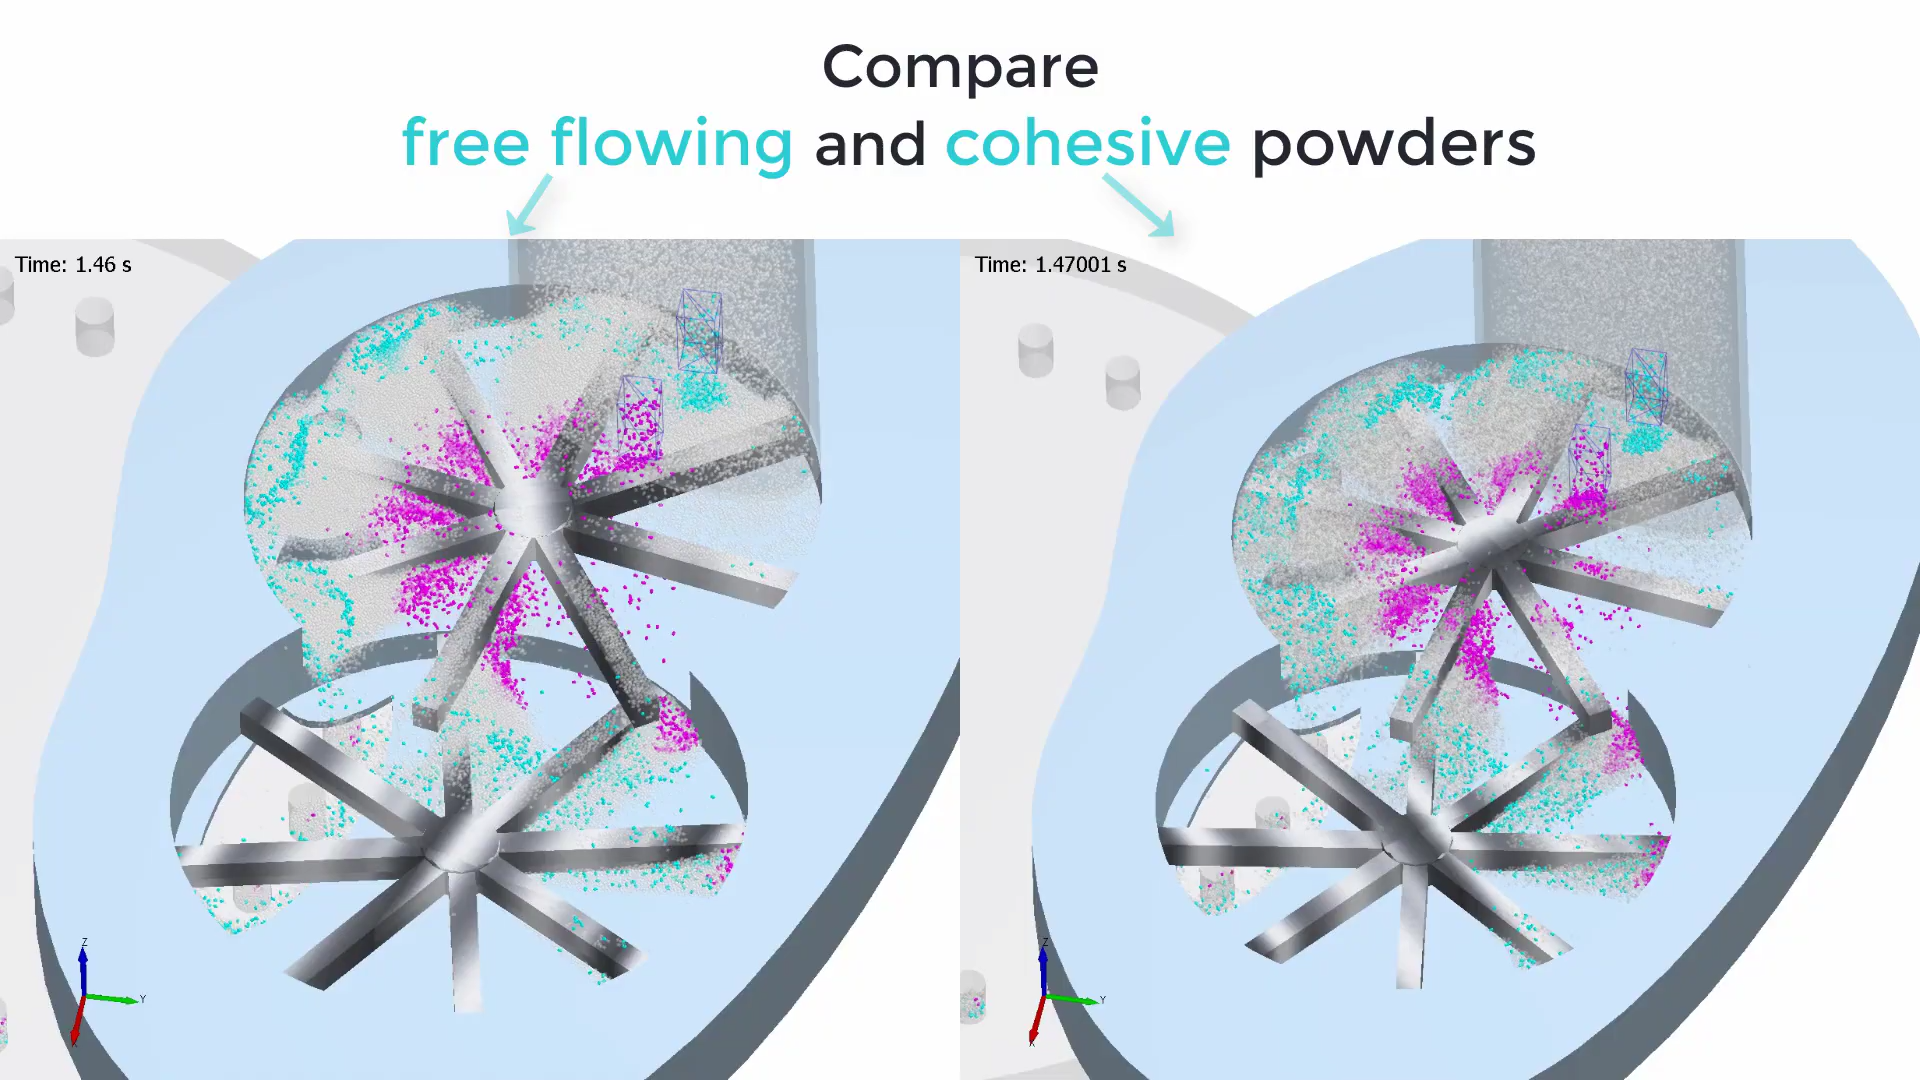 Compare
free flowing and cohesive powders
Time: 1.46 s
Time: 1.47001 s
Z
Y
X
Z
Y
X